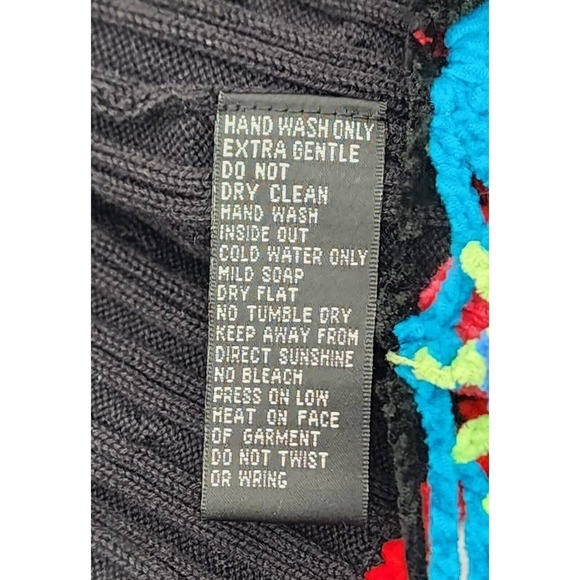 HAND WASH ONLY
EXTRA GENTLE
DO NOT
DRY CLEAN
HAND WASH
INSIDE OUT
COLD WATER ONLY
MILD SOAP
DRY FLAT
NO TUMBLE DRY
KEEP AWAY FROM
DIRECT SUNSHINE
NO BLEACH
PRESS ON LOW
HEAT ON FACE
OF GARMENT
DO NOT TWIST
OR WRING